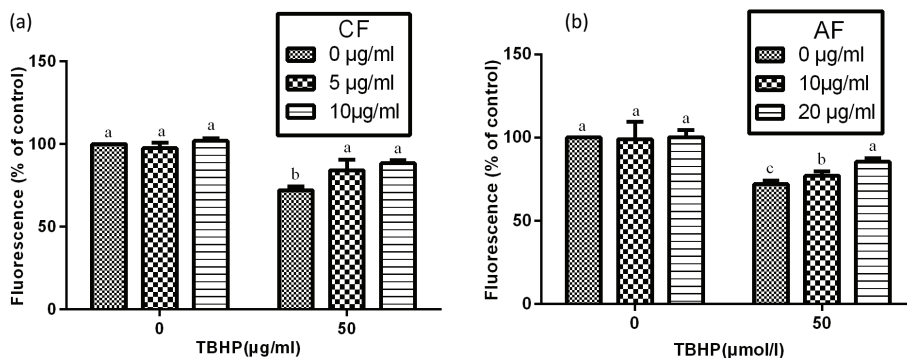 (a)
CF
0 µg/ml
5 µg/ml
10µg/ml
Fluorescence (% of control)
150
100
50
0
a
a
a
b
a
a
0
50
TBHP(µg/ml)
(b)
AF
0 µg/ml
10µg/ml
20 µg/ml
Fluorescence (% of control)
150
100
50
0
a
a
a
c
b
a
0
50
TBHP(µmol/l)